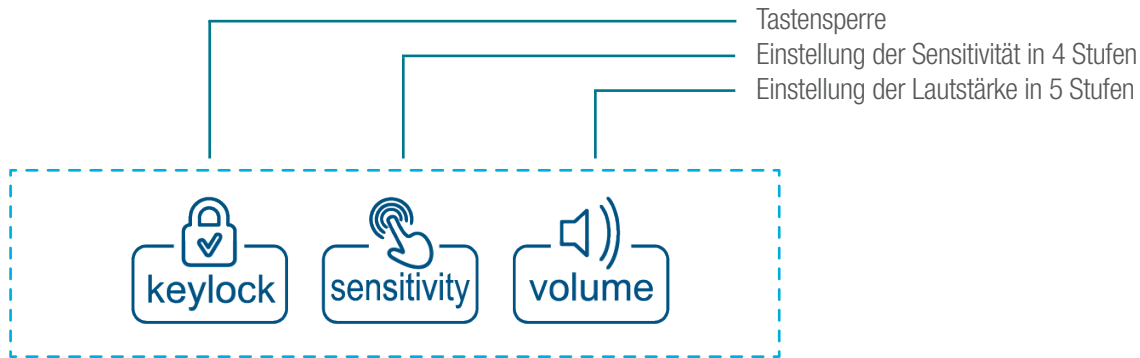 Tastensperre
Einstellung der Sensitivität in 4 Stufen
Einstellung der Lautstärke in 5 Stufen
keylock
sensitivity
volume